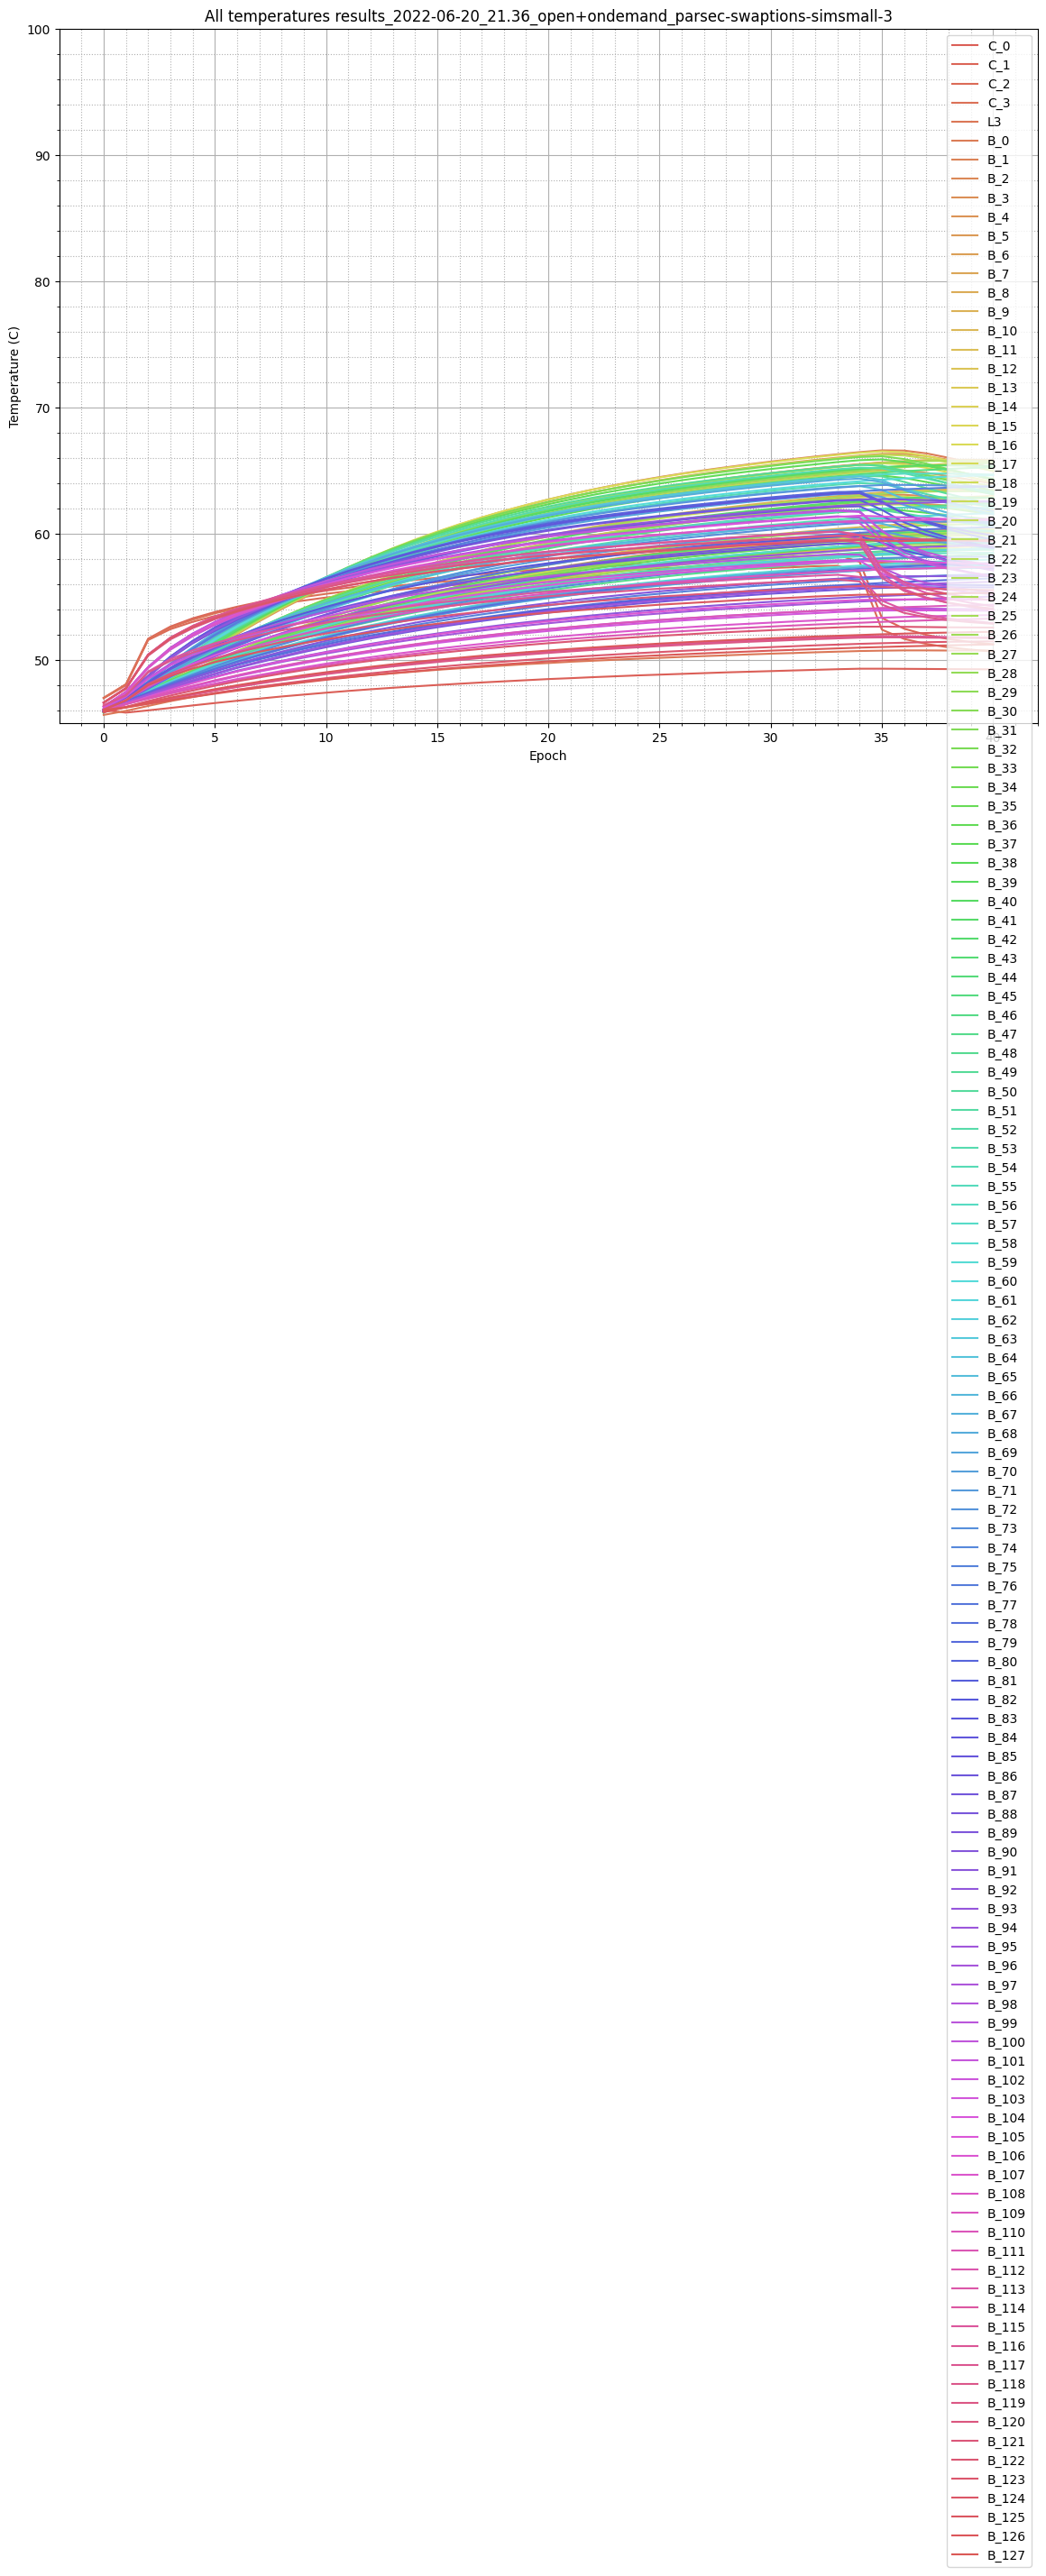 All temperatures results_2022-06-20_21.36_open+ondemand_parsec-swaptions-simsmall-3
100
90
80
70
60
50
Temperature (C)
0 5 10 15 20 25 30 35 40
Epoch
C_0
C_1
C_2
C_3
L3
B_0
B_1
B_2
B_3
B_4
B_5
B_6
B_7
B_8
B_9
B_10
B_11
B_12
B_13
B_14
B_15
B_16
B_17
B_18
B_19
B_20
B_21
B_22
B_23
B_24
B_25
B_26
B_27
B_28
B_29
B_30
B_31
B_32
B_33
B_34
B_35
B_36
B_37
B_38
B_39
B_40
B_41
B_42
B_43
B_44
B_45
B_46
B_47
B_48
B_49
B_50
B_51
B_52
B_53
B_54
B_55
B_56
B_57
B_58
B_59
B_60
B_61
B_62
B_63
B_64
B_65
B_66
B_67
B_68
B_69
B_70
B_71
B_72
B_73
B_74
B_75
B_76
B_77
B_78
B_79
B_80
B_81
B_82
B_83
B_84
B_85
B_86
B_87
B_88
B_89
B_90
B_91
B_92
B_93
B_94
B_95
B_96
B_97
B_98
B_99
B_100
B_101
B_102
B_103
B_104
B_105
B_106
B_107
B_108
B_109
B_110
B_111
B_112
B_113
B_114
B_115
B_116
B_117
B_118
B_119
B_120
B_121
B_122
B_123
B_124
B_125
B_126
B_127